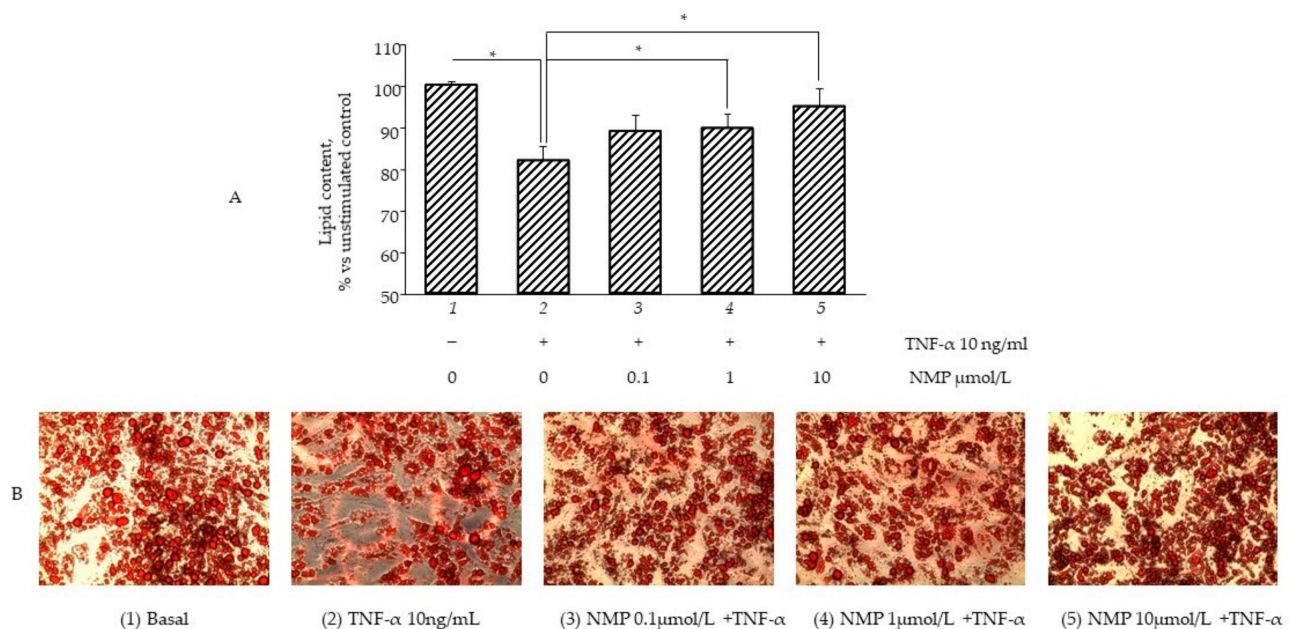 *
*
*
110
100
90
80
70
60
50
Lipid content,
% vs unstimulated control
A
1 2 3 4 5
– + + + + TNF-α 10 ng/ml
0 0 0.1 1 10 NMP µmol/L
B
(1) Basal (2) TNF-α 10ng/mL (3) NMP 0.1µmol/L +TNF-α (4) NMP 1µmol/L +TNF-α (5) NMP 10µmol/L +TNF-α